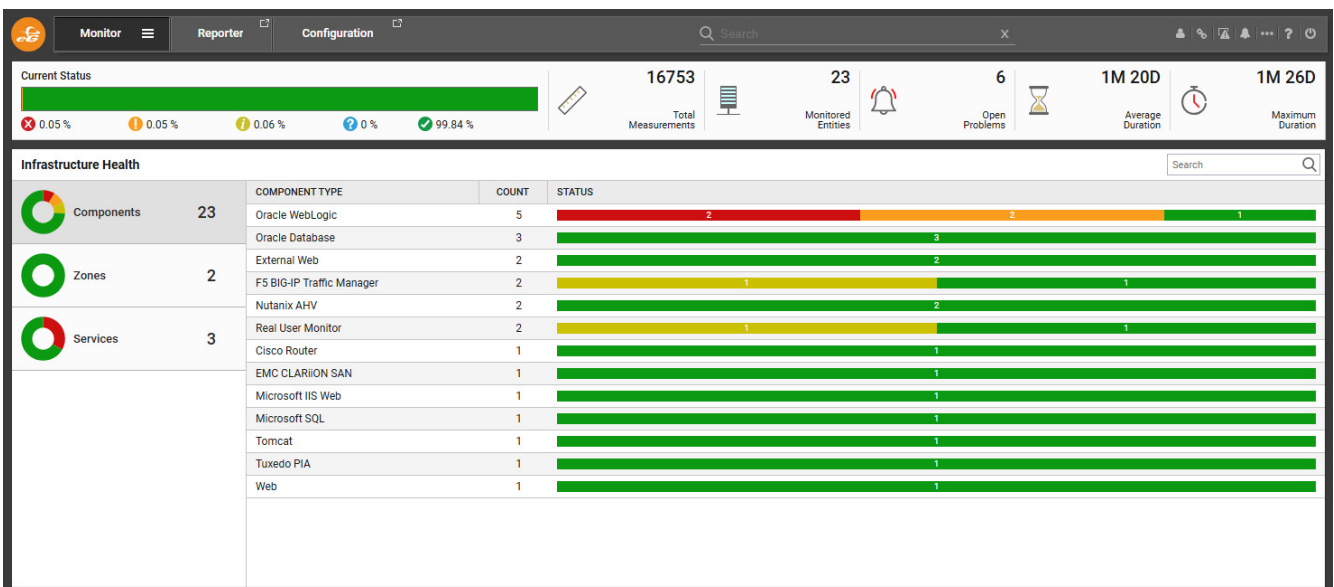 eG
Monitor
Reporter
Configuration
Search
X
Current Status
0.05 %
0.05 %
0.06 %
0 %
99.84 %
16753
Total
Measurements
23
Monitored
Entities
6
Open
Problems
1M 20D
Average
Duration
1M 26D
Maximum
Duration
Infrastructure Health
Search
Components 23
Zones 2
Services 3
COMPONENT TYPE COUNT STATUS
Oracle WebLogic 5 2 2 1
Oracle Database 3 3
External Web 2 2
F5 BIG-IP Traffic Manager 2 1 1
Nutanix AHV 2 2
Real User Monitor 2 1 1
Cisco Router 1 1
EMC CLARiiON SAN 1 1
Microsoft IIS Web 1 1
Microsoft SQL 1 1
Tomcat 1 1
Tuxedo PIA 1 1
Web 1 1